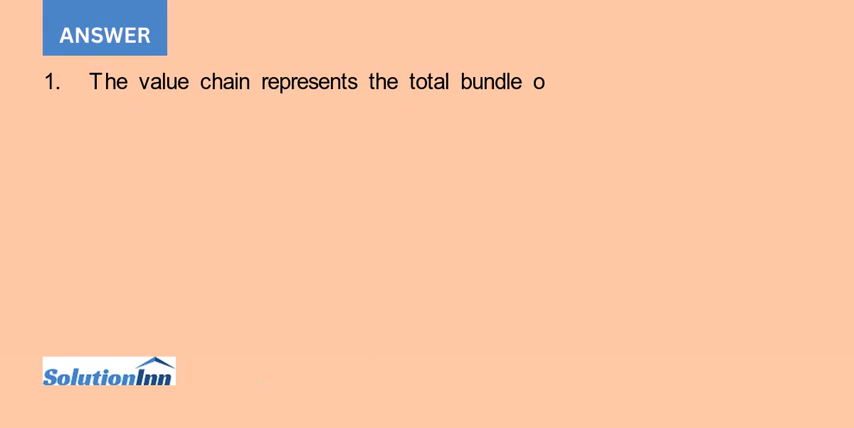 ANSWER
1. The value chain represents the total bundle o
SolutionInn